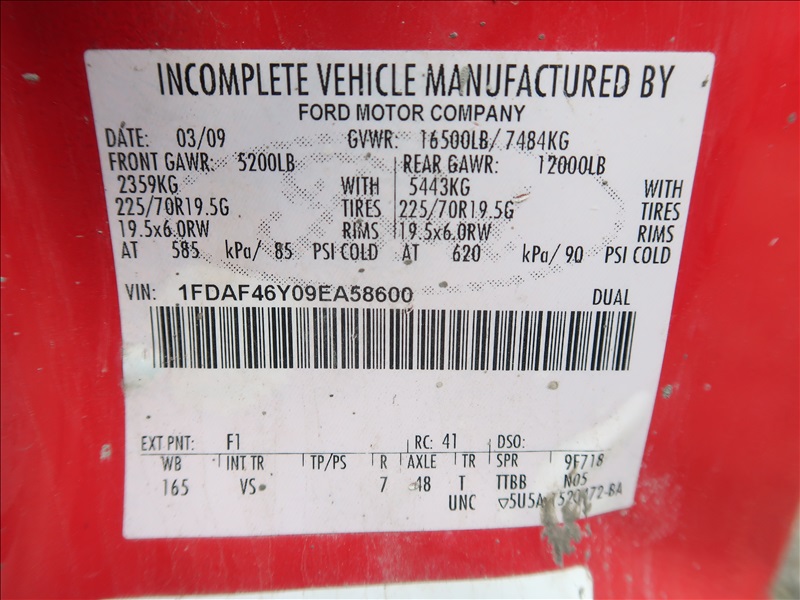 INCOMPLETE VEHICLE MANUFACTURED BY
FORD MOTOR COMPANY
DATE: 03/09 GVWR: 16500LB/ 7484KG
FRONT GAWR: 5200LB REAR GAWR: 12000LB
2359KG WITH 5443KG WITH
225/70R19.5G TIRES 225/70R19.5G TIRES
19.5x6.0RW RIMS 19.5x6.0RW RIMS
AT 585 kPa/ 85 PSI COLD AT 620 kPa/ 90 PSI COLD
VIN: 1FDAF46Y09EA58600 DUAL
EXT PNT: F1 RC: 41 DSO:
WB INT TR TP/PS R AXLE TR SPR 9F718
165 VS 7 48 T TTBB N05
UNC ▽5U5A